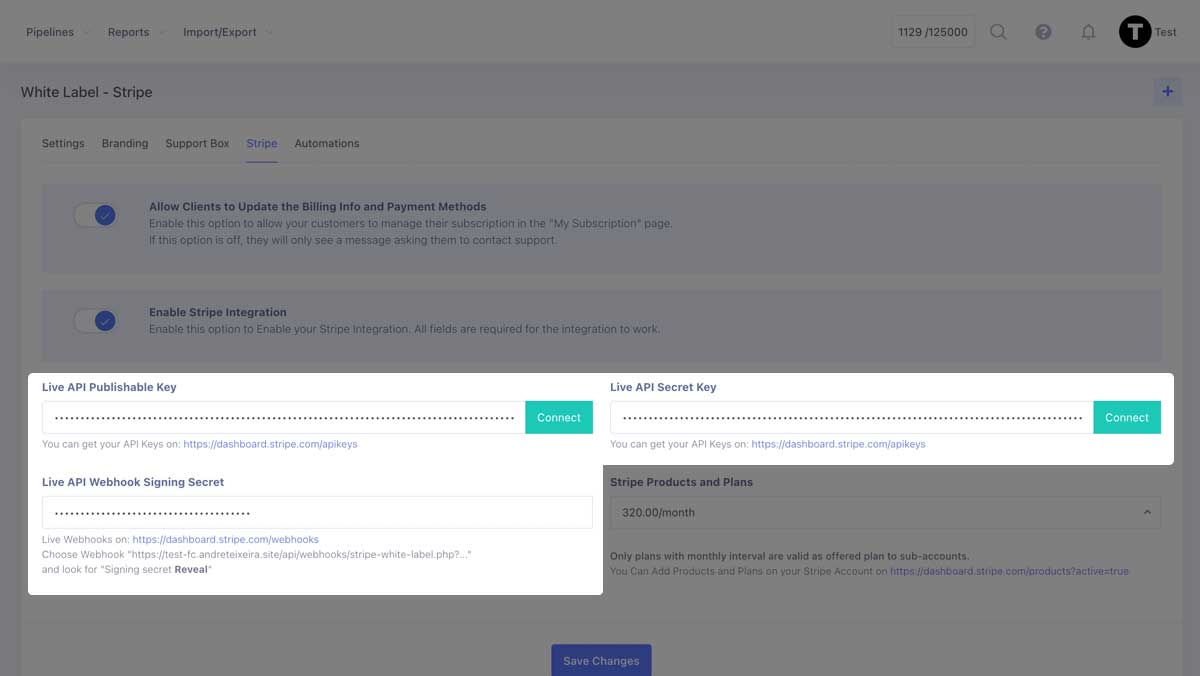 Pipelines Reports Import/Export 1129 /125000 T Test
White Label - Stripe +
Settings Branding Support Box Stripe Automations
Allow Clients to Update the Billing Info and Payment Methods
Enable this option to allow your customers to manage their subscription in the "My Subscription" page.
If this option is off, they will only see a message asking them to contact support.
Enable Stripe Integration
Enable this option to Enable your Stripe Integration. All fields are required for the integration to work.
Live API Publishable Key
Connect
You can get your API Keys on: https://dashboard.stripe.com/apikeys
Live API Secret Key
Connect
You can get your API Keys on: https://dashboard.stripe.com/apikeys
Live API Webhook Signing Secret
Live Webhooks on: https://dashboard.stripe.com/webhooks
Choose Webhook "https://test-fc.andreteixeira.site/api/webhooks/stripe-white-label.php?..."
and look for "Signing secret Reveal"
Stripe Products and Plans
320.00/month
Only plans with monthly interval are valid as offered plan to sub-accounts.
You Can Add Products and Plans on your Stripe Account on https://dashboard.stripe.com/products?active=true
Save Changes